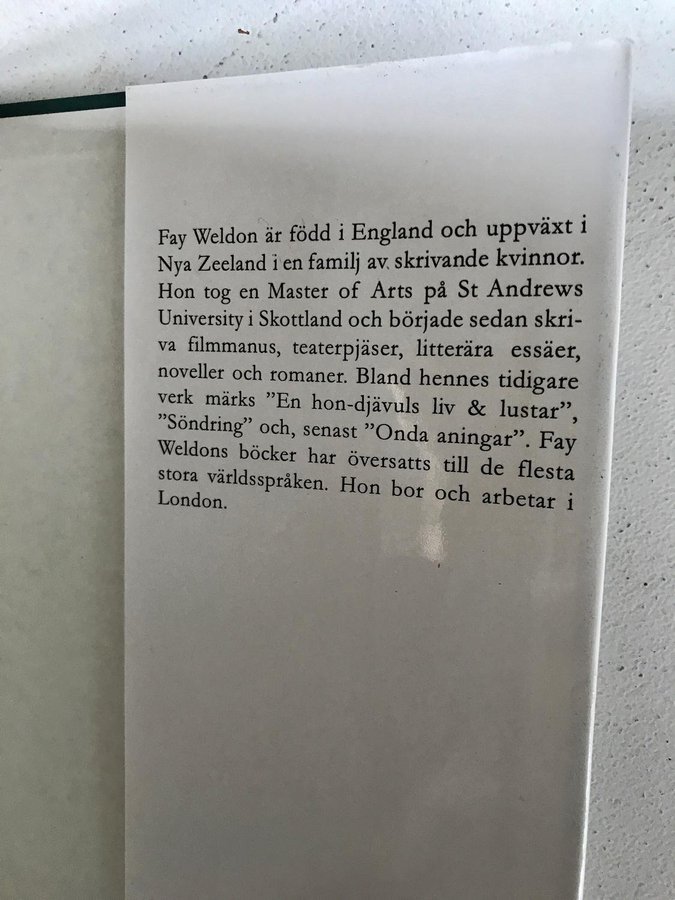 Fay Weldon är född i England och uppväxt i
Nya Zeeland i en familj av skrivande kvinnor.
Hon tog en Master of Arts på St Andrews
University i Skottland och började sedan skri-
va filmmanus, teaterpjäser, litterära essäer,
noveller och romaner. Bland hennes tidigare
verk märks ”En hon-djävuls liv & lustar”,
”Söndring” och, senast ”Onda aningar”. Fay
Weldons böcker har översatts till de flesta
stora världsspråken. Hon bor och arbetar i
London.